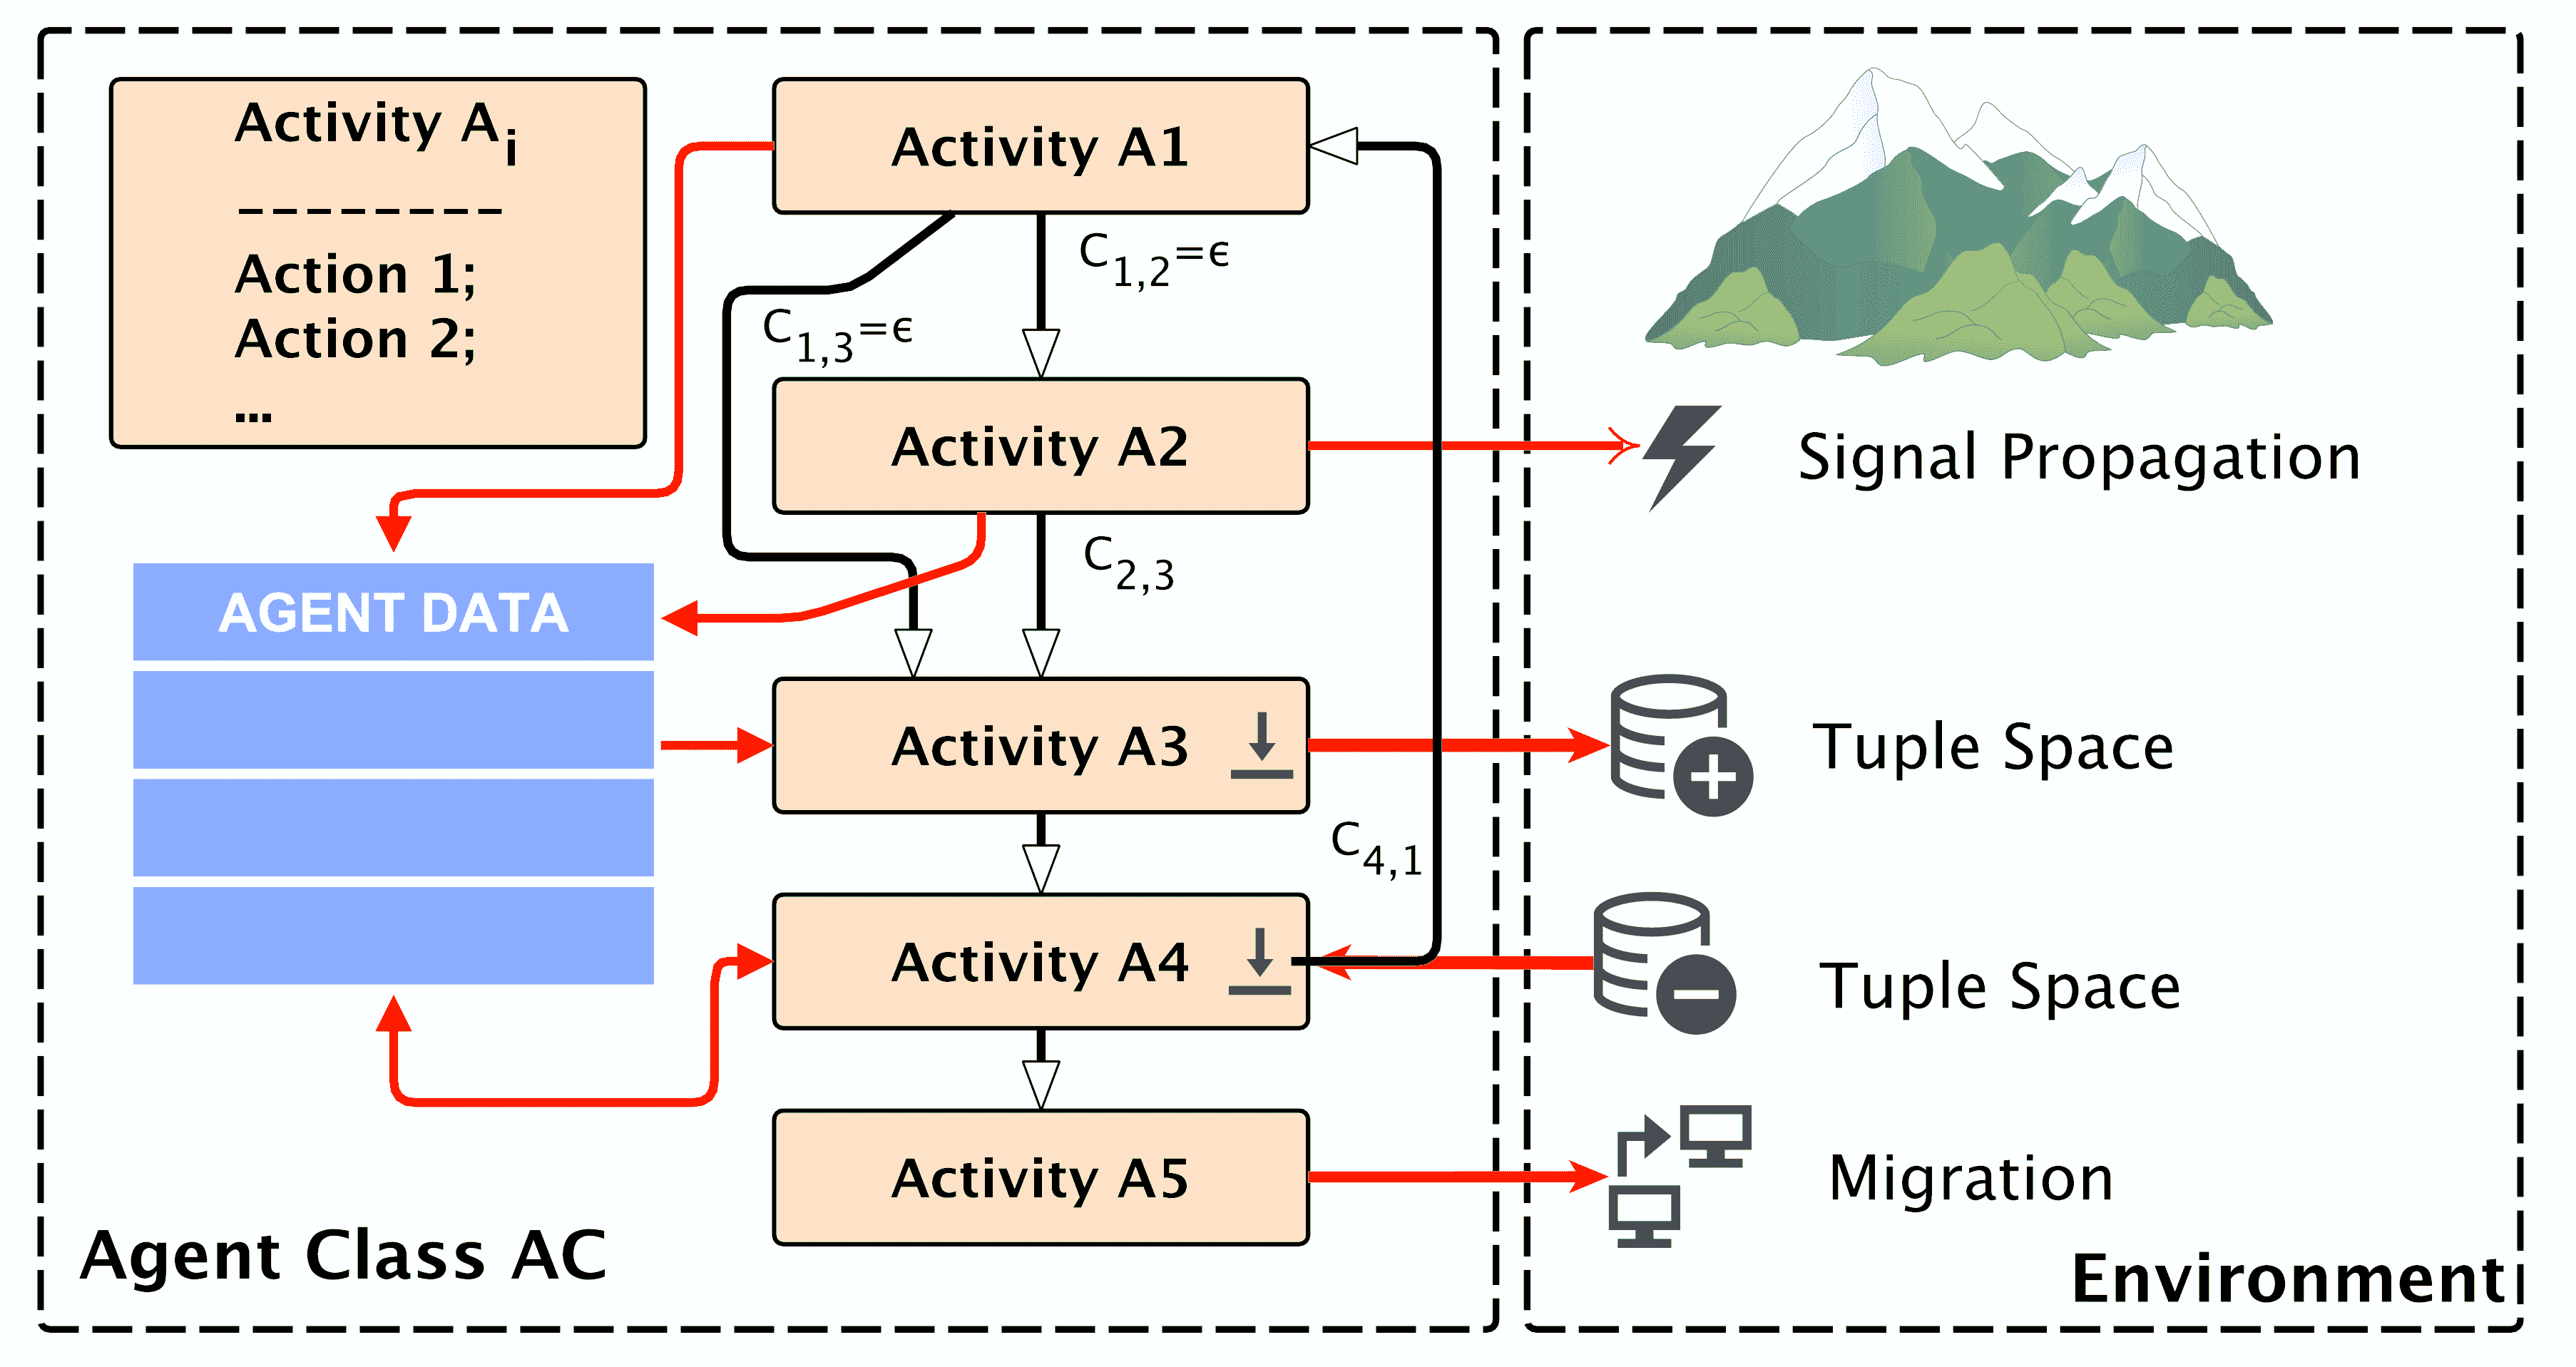 Activity Ai
---------
Action 1;
Action 2;
...
Activity A1
C1,2=ϵ
C1,3=ϵ
Activity A2
Signal Propagation
C2,3
AGENT DATA
Activity A3
Tuple Space
C4,1
Activity A4
Tuple Space
Activity A5
Migration
Agent Class AC
Environment